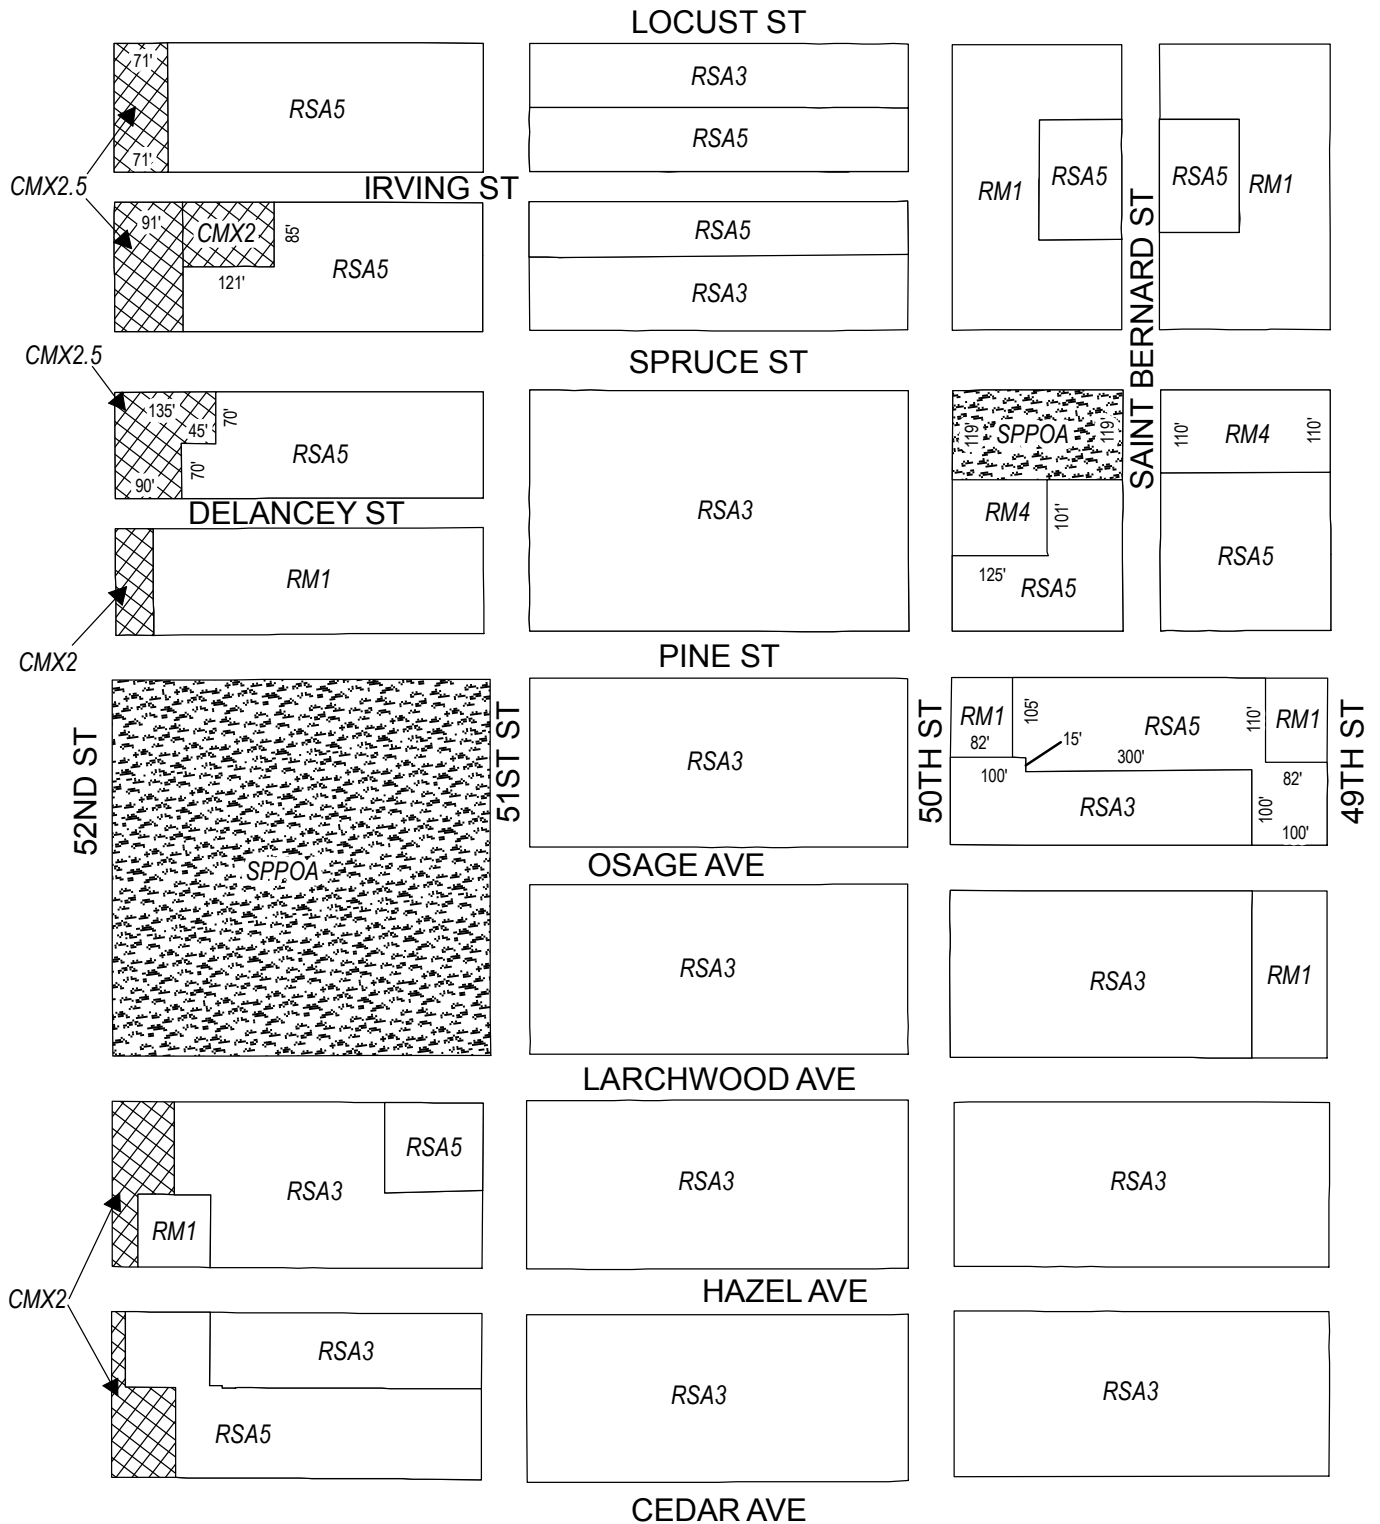 LOCUST ST
71'
RSA5
71'
CMX2.5
RSA3
RSA5
RM1
RSA5
RSA5
RM1
IRVING ST
91'
CMX2
85'
121'
RSA5
RSA5
RSA3
SAINT BERNARD ST
SPRUCE ST
CMX2.5
135'
45'
70'
70'
90'
RSA5
RSA3
119'
SPPOA
119'
RM4
101'
125'
RSA5
110'
RM4
110'
RSA5
DELANCEY ST
RM1
CMX2
PINE ST
52ND ST
SPPOA
51ST ST
RSA3
50TH ST
RM1
82'
105'
15'
RSA5
300'
110'
RM1
82'
100'
RSA3
100'
100'
49TH ST
OSAGE AVE
RSA3
RSA3
RM1
LARCHWOOD AVE
RSA5
RSA3
RM1
RSA3
RSA3
CMX2
HAZEL AVE
RSA3
RSA5
RSA3
RSA3
CEDAR AVE